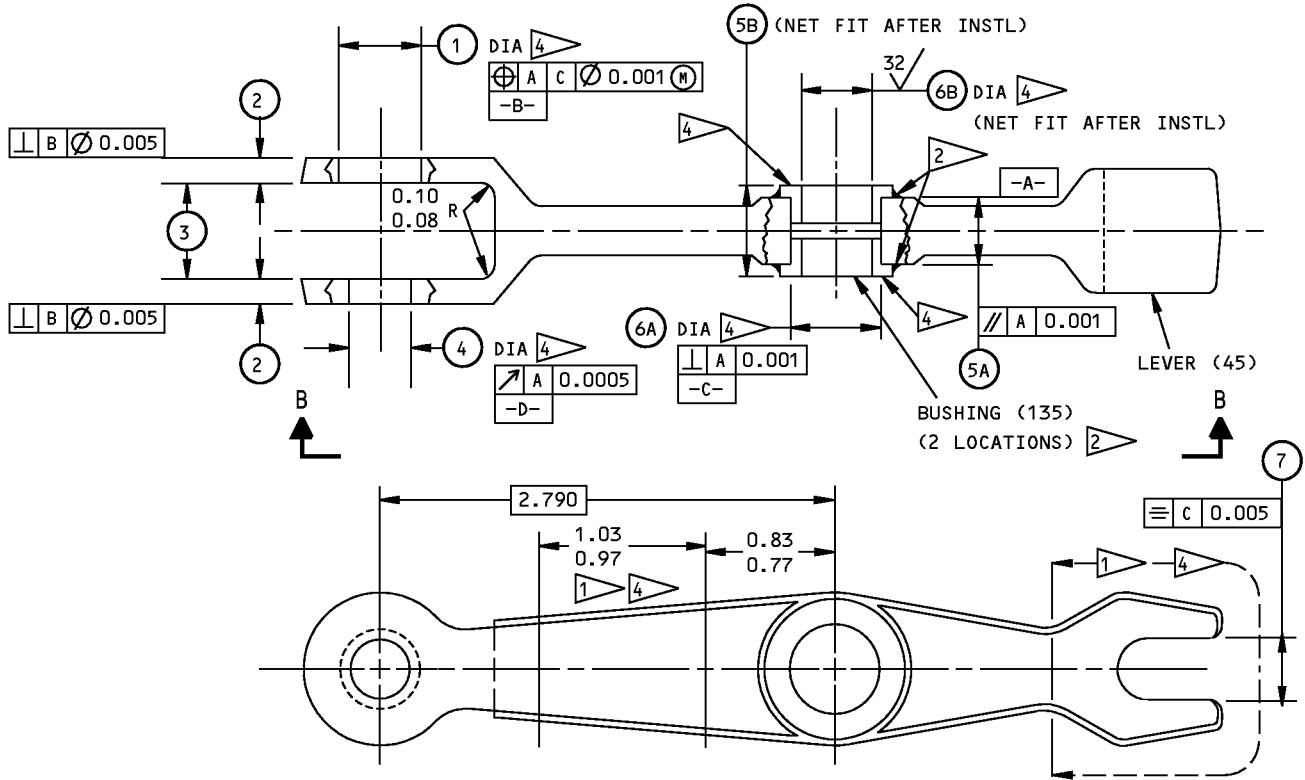 5B (NET FIT AFTER INSTL)
1 DIA 4
⌖ A C Ø 0.001 Ⓜ
-B-
32
6B DIA 4
(NET FIT AFTER INSTL)
2
⊥ B Ø 0.005
4
2
-A-
0.10
0.08 R
3
⊥ B Ø 0.005
6A DIA 4
⊥ A 0.001
-C-
4
// A 0.001
5A
4 DIA 4
↗ A 0.0005
-D-
2
LEVER (45)
BUSHING (135)
(2 LOCATIONS) 2
B
B
7
2.790
⌯ C 0.005
1.03
0.97
1 4
0.83
0.77
1 4